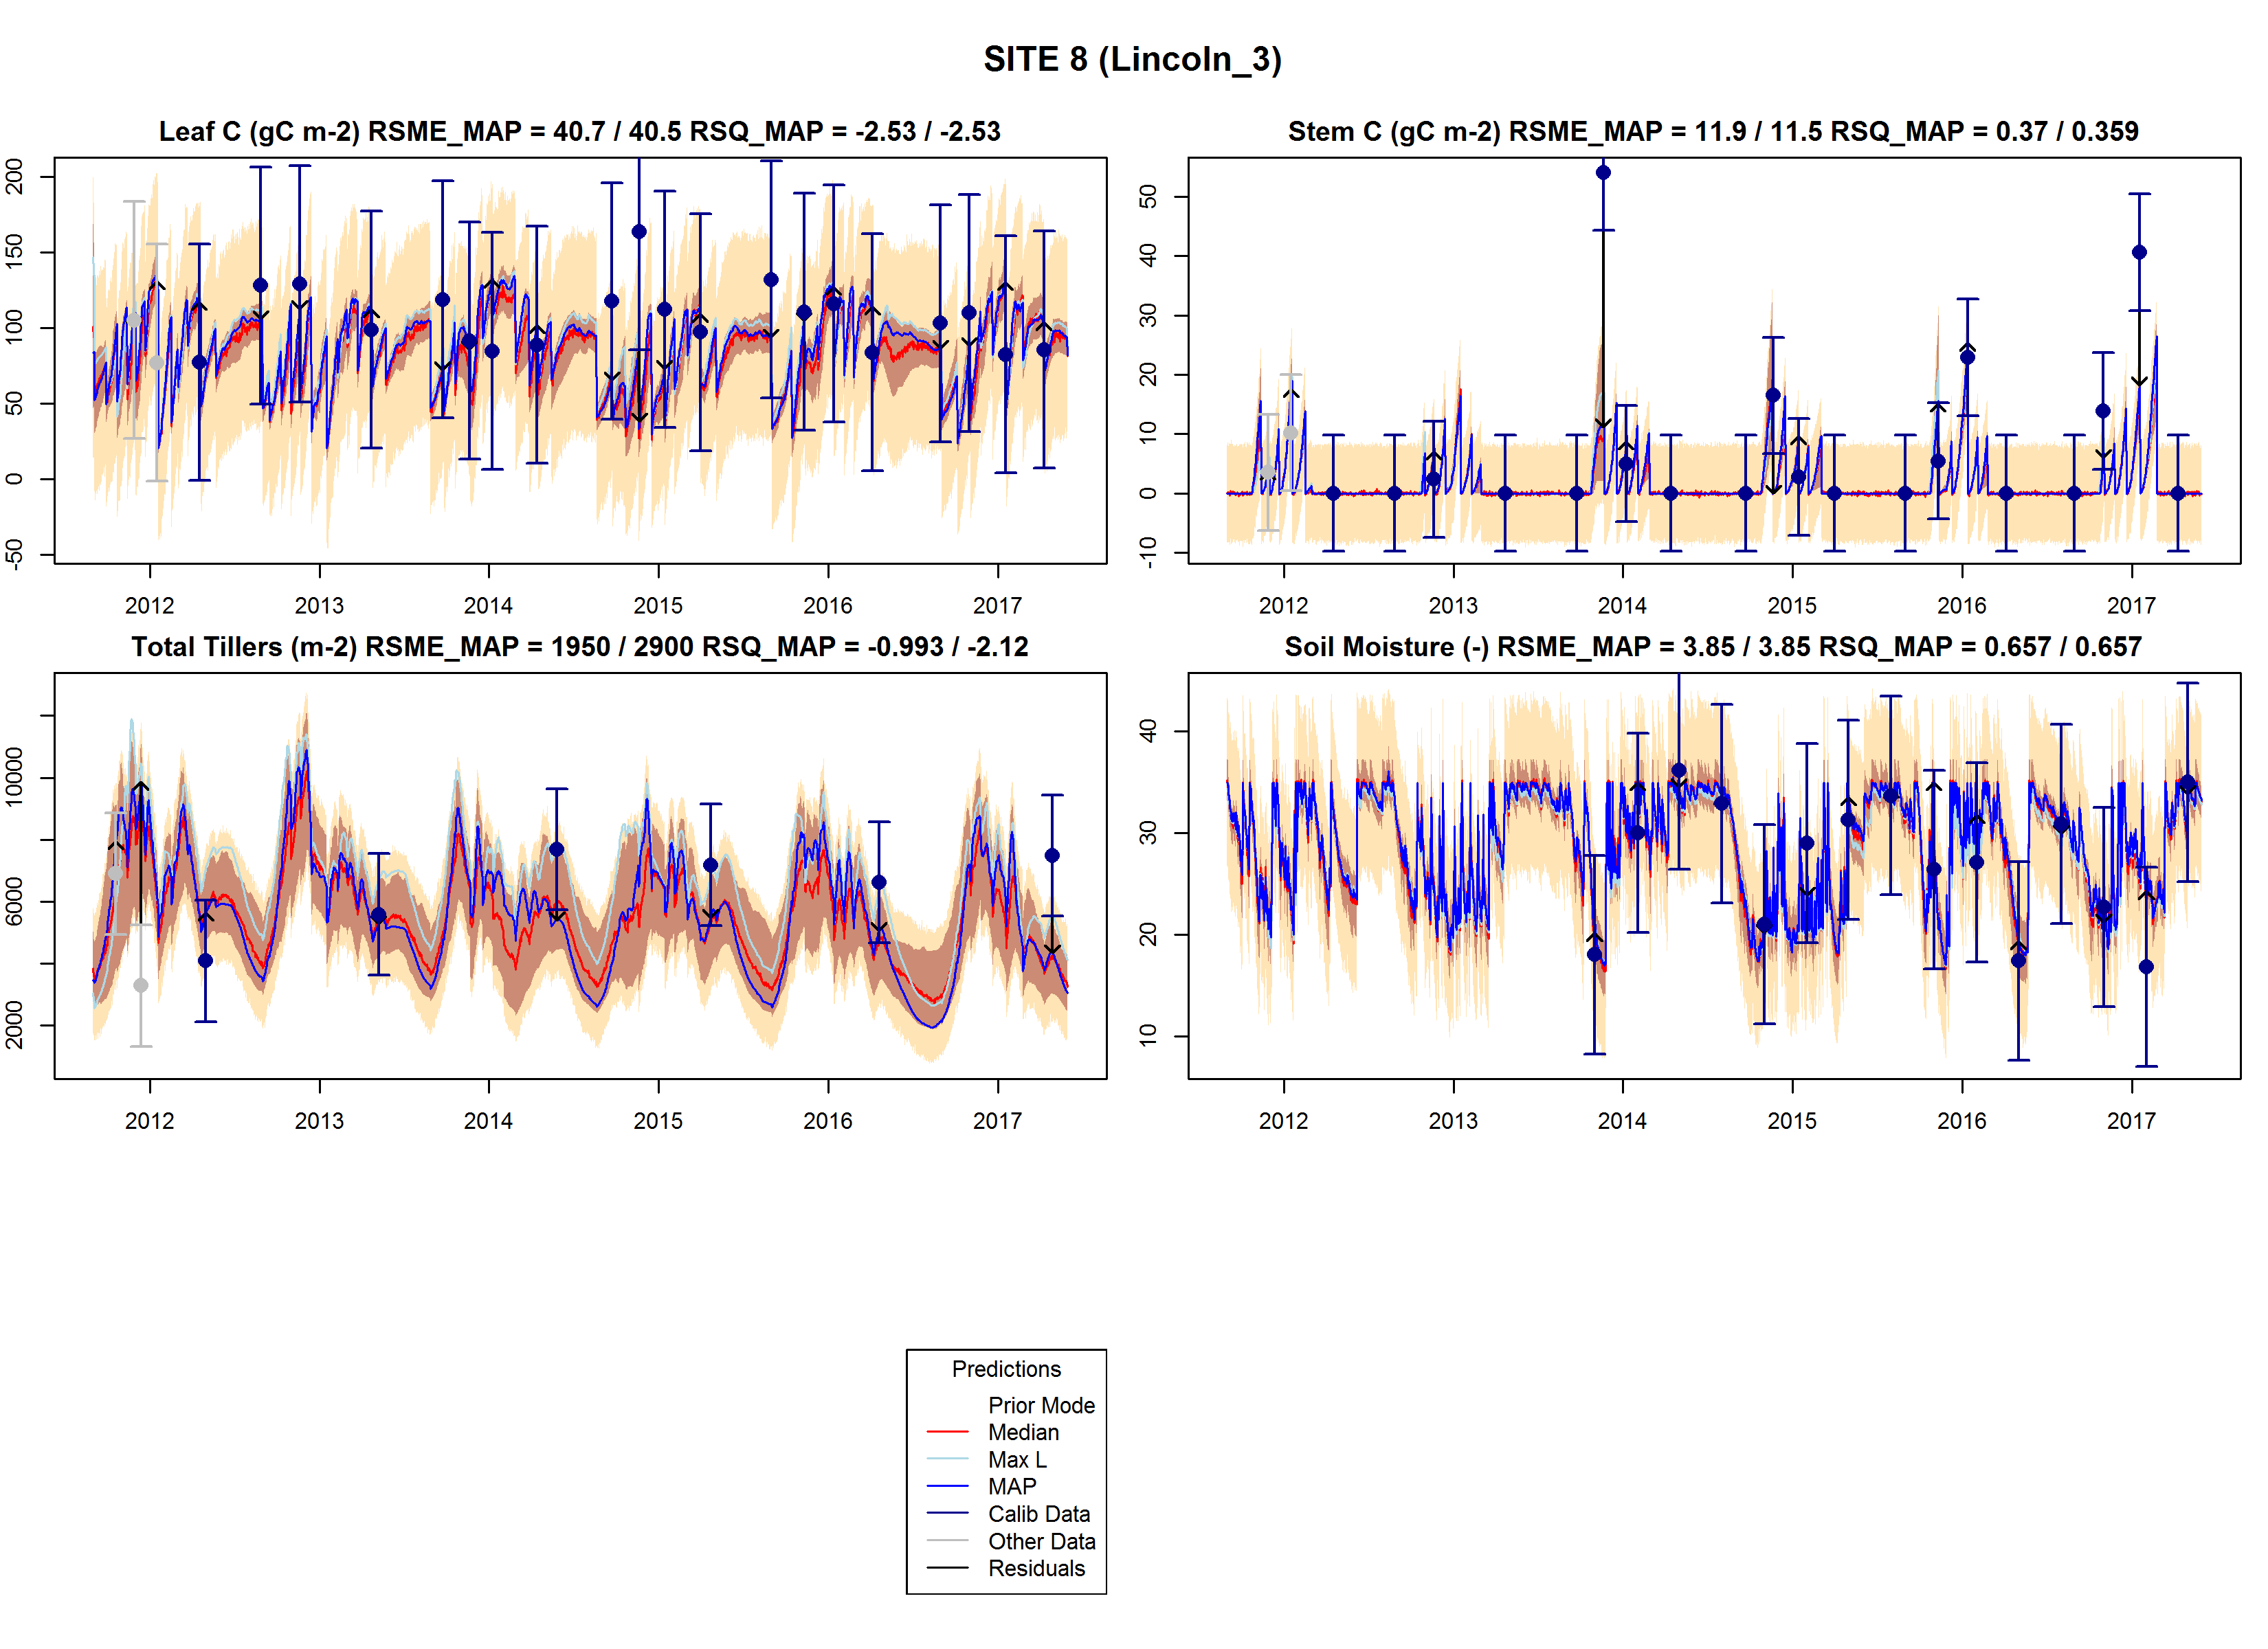 SITE 8 (Lincoln_3)
Leaf C (gC m-2) RSME_MAP = 40.7 / 40.5 RSQ_MAP = -2.53 / -2.53
200
150
100
50
0
-50
2012 2013 2014 2015 2016 2017
Stem C (gC m-2) RSME_MAP = 11.9 / 11.5 RSQ_MAP = 0.37 / 0.359
50
40
30
20
10
0
-10
2012 2013 2014 2015 2016 2017
Total Tillers (m-2) RSME_MAP = 1950 / 2900 RSQ_MAP = -0.993 / -2.12
10000
6000
2000
2012 2013 2014 2015 2016 2017
Soil Moisture (-) RSME_MAP = 3.85 / 3.85 RSQ_MAP = 0.657 / 0.657
40
30
20
10
2012 2013 2014 2015 2016 2017
Predictions
Prior Mode
Median
Max L
MAP
Calib Data
Other Data
Residuals